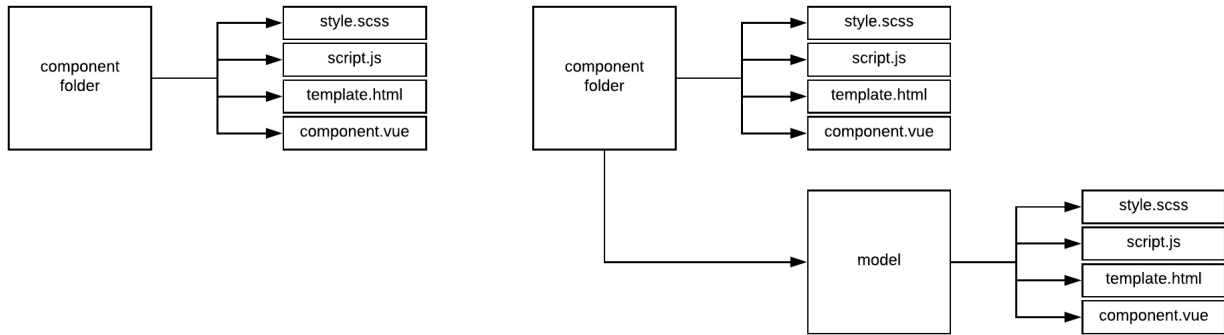 component
folder
style.scss
script.js
template.html
component.vue
component
folder
style.scss
script.js
template.html
component.vue
model
style.scss
script.js
template.html
component.vue